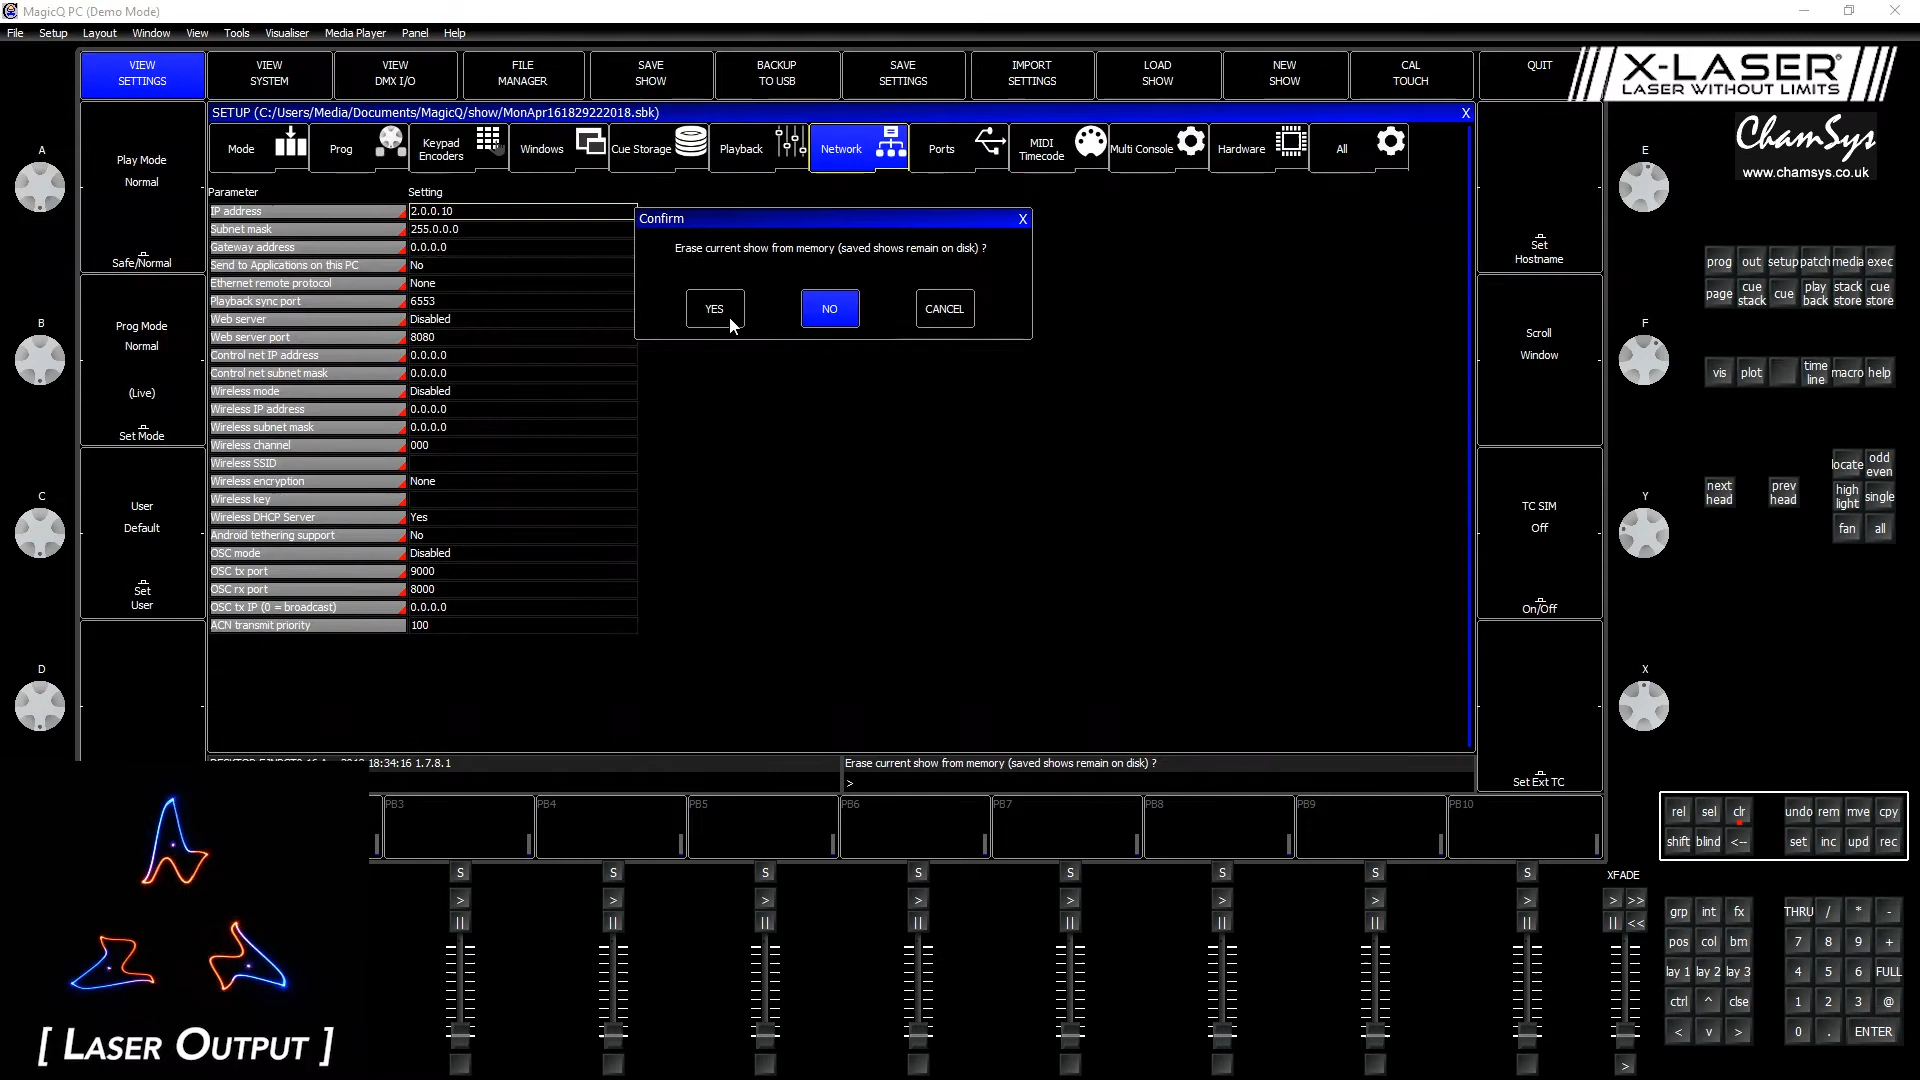 MagicQ PC (Demo Mode)
File Setup Layout Window View Tools Visualiser Media Player Panel Help
VIEW SETTINGS
VIEW SYSTEM
VIEW DMX I/O
FILE MANAGER
SAVE SHOW
BACKUP TO USB
SAVE SETTINGS
IMPORT SETTINGS
LOAD SHOW
NEW SHOW
CAL TOUCH
QUIT
X-LASER®
LASER WITHOUT LIMITS
ChamSys
www.chamsys.co.uk
SETUP (C:/Users/Media/Documents/MagicQ/show/MonApr161829222018.sbk) X
Mode
Prog
Keypad Encoders
Windows
Cue Storage
Playback
Network
Ports
MIDI Timecode
Multi Console
Hardware
All
Parameter Setting
IP address 2.0.0.10
Subnet mask 255.0.0.0
Gateway address 0.0.0.0
Send to Applications on this PC No
Ethernet remote protocol None
Playback sync port 6553
Web server Disabled
Web server port 8080
Control net IP address 0.0.0.0
Control net subnet mask 0.0.0.0
Wireless mode Disabled
Wireless IP address 0.0.0.0
Wireless subnet mask 0.0.0.0
Wireless channel 000
Wireless SSID
Wireless encryption None
Wireless key
Wireless DHCP Server Yes
Android tethering support No
OSC mode Disabled
OSC tx port 9000
OSC rx port 8000
OSC tx IP (0 = broadcast) 0.0.0.0
ACN transmit priority 100
Confirm X
Erase current show from memory (saved shows remain on disk) ?
YES NO CANCEL
A
Play Mode
Normal
Safe/Normal
B
Prog Mode
Normal
(Live)
Set Mode
C
User
Default
Set
User
D
E
Set
Hostname
F
Scroll
Window
Y
TC SIM
Off
On/Off
X
Set Ext TC
prog out setup patch media exec
page cue stack cue play back stack store cue store
vis plot time line macro help
next head prev head
locate odd even
high light single
fan all
18:34:16 1.7.8.1
Erase current show from memory (saved shows remain on disk) ?
>
PB3 PB4 PB5 PB6 PB7 PB8 PB9 PB10
S S S S S S S S
> > > > > > > >
|| || || || || || || ||
XFADE
> >>
|| <<
>
rel sel clr undo rem mve cpy
shift blind <-- set inc upd rec
grp int fx THRU / * -
pos col bm 7 8 9 +
lay 1 lay 2 lay 3 4 5 6 FULL
ctrl ^ clse 1 2 3 @
< v > 0 . ENTER
[ LASER OUTPUT ]